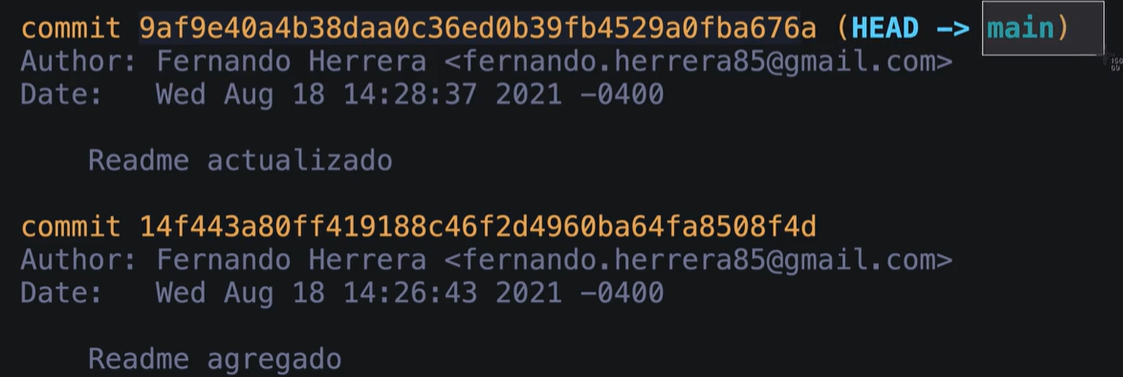 commit 9af9e40a4b38daa0c36ed0b39fb4529a0fba676a (HEAD -> main)
Author: Fernando Herrera <fernando.herrera85@gmail.com>
Date:   Wed Aug 18 14:28:37 2021 -0400
Readme actualizado
commit 14f443a80ff419188c46f2d4960ba64fa8508f4d
Author: Fernando Herrera <fernando.herrera85@gmail.com>
Date:   Wed Aug 18 14:26:43 2021 -0400
Readme agregado